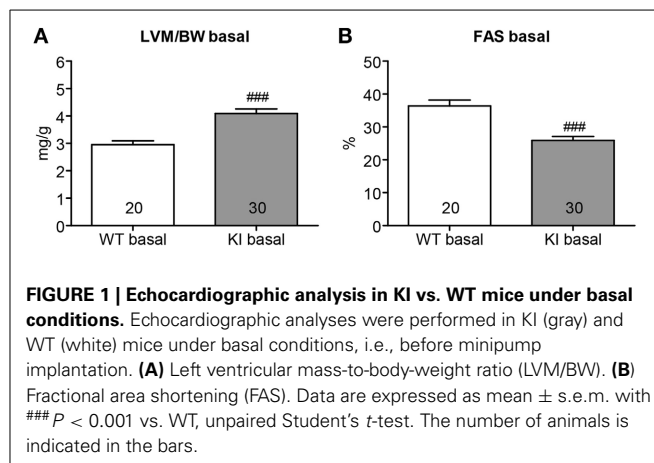 A LVM/BW basal
6
5
4
3
2
1
0
mg/g
###
20
30
WT basal KI basal
B FAS basal
50
40
30
20
10
0
%
###
20
30
WT basal KI basal
FIGURE 1 | Echocardiographic analysis in KI vs. WT mice under basal
conditions. Echocardiographic analyses were performed in KI (gray) and
WT (white) mice under basal conditions, i.e., before minipump
implantation. (A) Left ventricular mass-to-body-weight ratio (LVM/BW). (B)
Fractional area shortening (FAS). Data are expressed as mean ± s.e.m. with
###P < 0.001 vs. WT, unpaired Student's t-test. The number of animals is
indicated in the bars.